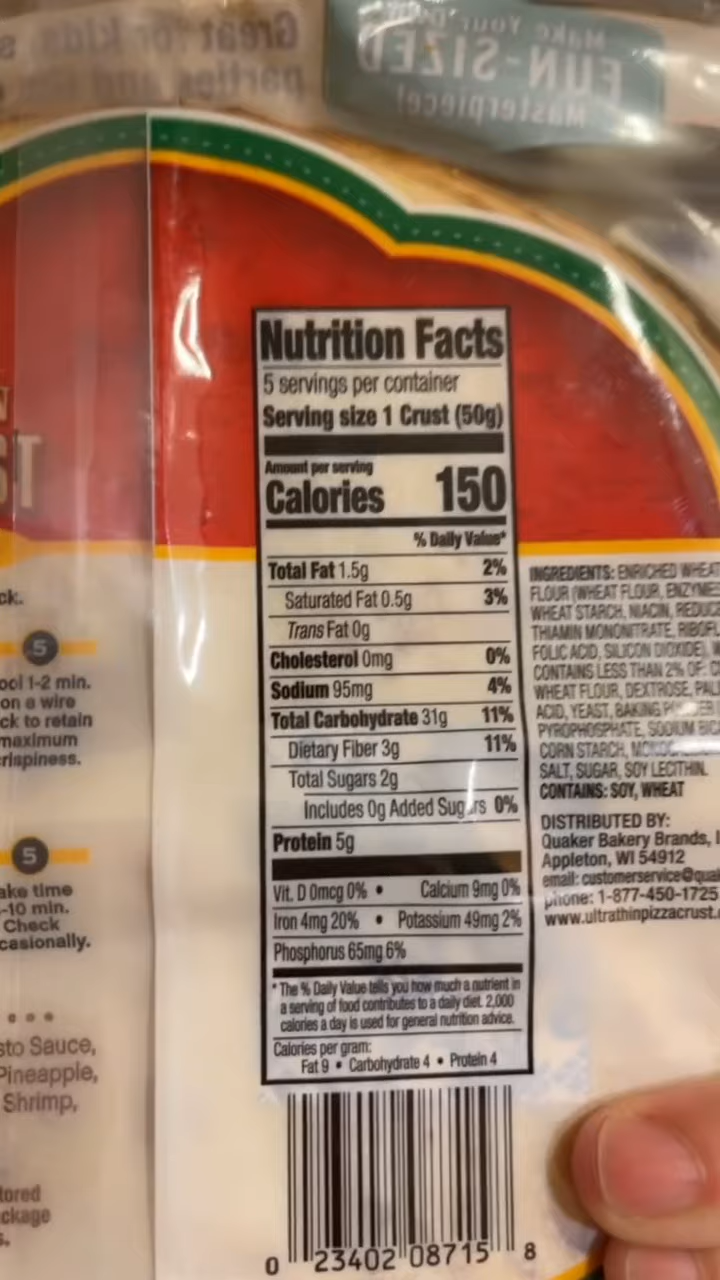 Great for kids
parties and
Make Your
FUN-SIZED
Masterpiece!
ST
ck.
5
ool 1-2 min.
on a wire
ck to retain
maximum
rispiness.
5
ake time
-10 min.
Check
casionally.
sto Sauce,
Pineapple,
Shrimp,
tored
ckage
s.
Nutrition Facts
5 servings per container
Serving size 1 Crust (50g)
Amount per serving
Calories 150
% Daily Value*
Total Fat 1.5g 2%
Saturated Fat 0.5g 3%
Trans Fat 0g
Cholesterol 0mg 0%
Sodium 95mg 4%
Total Carbohydrate 31g 11%
Dietary Fiber 3g 11%
Total Sugars 2g
Includes 0g Added Sugars 0%
Protein 5g
Vit. D 0mcg 0% • Calcium 9mg 0%
Iron 4mg 20% • Potassium 49mg 2%
Phosphorus 65mg 6%
* The % Daily Value tells you how much a nutrient in
a serving of food contributes to a daily diet. 2,000
calories a day is used for general nutrition advice.
Calories per gram:
Fat 9 • Carbohydrate 4 • Protein 4
INGREDIENTS: ENRICHED WHEAT
FLOUR (WHEAT FLOUR, ENZYMES
WHEAT STARCH, NIACIN, REDUC
THIAMIN MONONITRATE, RIBOFL
FOLIC ACID, SILICON DIOXIDE), W
CONTAINS LESS THAN 2% OF: C
WHEAT FLOUR, DEXTROSE, PAL
ACID, YEAST, BAKING
PYROPHOSPHATE, SODIUM BIC
CORN STARCH,
SALT, SUGAR, SOY LECITHIN.
CONTAINS: SOY, WHEAT
DISTRIBUTED BY:
Quaker Bakery Brands, I
Appleton, WI 54912
email: customerservice@qua
phone: 1-877-450-1725
www.ultrathinpizzacrust.
0 23402 08715 8